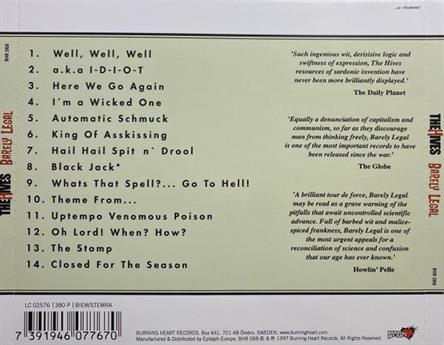 ...or whatever!
BHR 068
THE HIVES BARELY LEGAL
1. Well, Well, Well
2. a.k.a I-D-I-O-T
3. Here We Go Again
4. I'm a Wicked One
5. Automatic Schmuck
6. King Of Asskissing
7. Hail Hail Spit n' Drool
8. Black Jack*
9. Whats That Spell?... Go To Hell!
10. Theme From...
11. Uptempo Venomous Poison
12. Oh Lord! When? How?
13. The Stomp
14. Closed For The Season
'Such ingenious wit, derisivie logic and
swiftness of expression, The Hives
resources of sardonic invention have
never been more brilliantly displayed.'
The Daily Planet
'Equally a denunciation of capitalism and
communism, so far as they discourage
man from thinking freely, Barely Legal is
one of the most important records to have
been released since the war.'
The Globe
'A brilliant tour de force, Barely Legal
may be read as a grave warning of the
pitfalls that await uncontrolled scientific
advance. Full of barbed wit and malice-
spiced frankness, Barely Legal is one of
the most urgent appeals for a
reconciliation of science and confusion
that our age has ever known.'
Howlin' Pelle
THE HIVES BARELY LEGAL
BHR 068
LC 02576 | 380 P | BIEM/STEMRA
7 391946 077670
BURNING HEART RECORDS. Box 441. 701 48 Örebro. SWEDEN. www.burningheart.com.
Manufactured & Distributed by Epitaph Europe. BHR 068 © & ℗ 1997 Burning Heart Records.